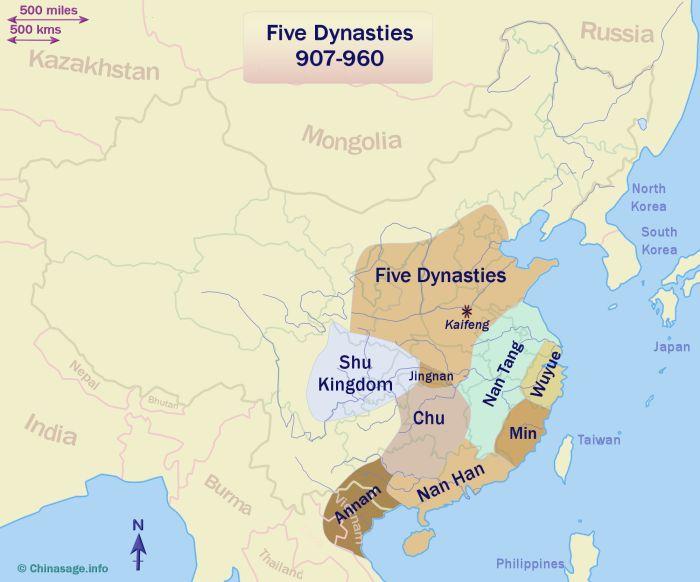 500 miles
500 kms
Five Dynasties
907-960
Russia
Kazakhstan
Mongolia
North
Korea
South
Korea
Five Dynasties
Kaifeng
Japan
Shu
Kingdom
Jingnan
Nan Tang
Wuyue
Nepal
Bhutan
Chu
Min
India
Taiwan
Burma
Nan Han
Annam
Vietnam
N
Thailand
Philippines
© Chinasage.info